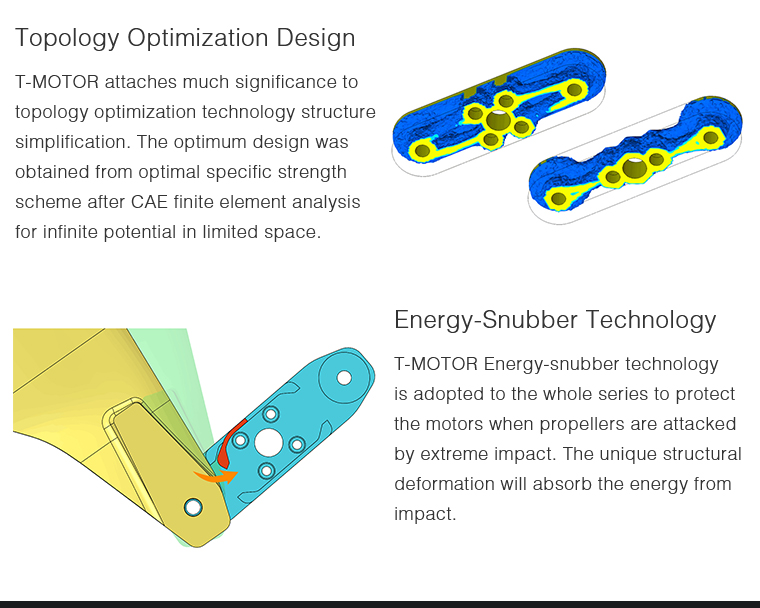 Topology Optimization Design
T-MOTOR attaches much significance to
topology optimization technology structure
simplification. The optimum design was
obtained from optimal specific strength
scheme after CAE finite element analysis
for infinite potential in limited space.
Energy-Snubber Technology
T-MOTOR Energy-snubber technology
is adopted to the whole series to protect
the motors when propellers are attacked
by extreme impact. The unique structural
deformation will absorb the energy from
impact.